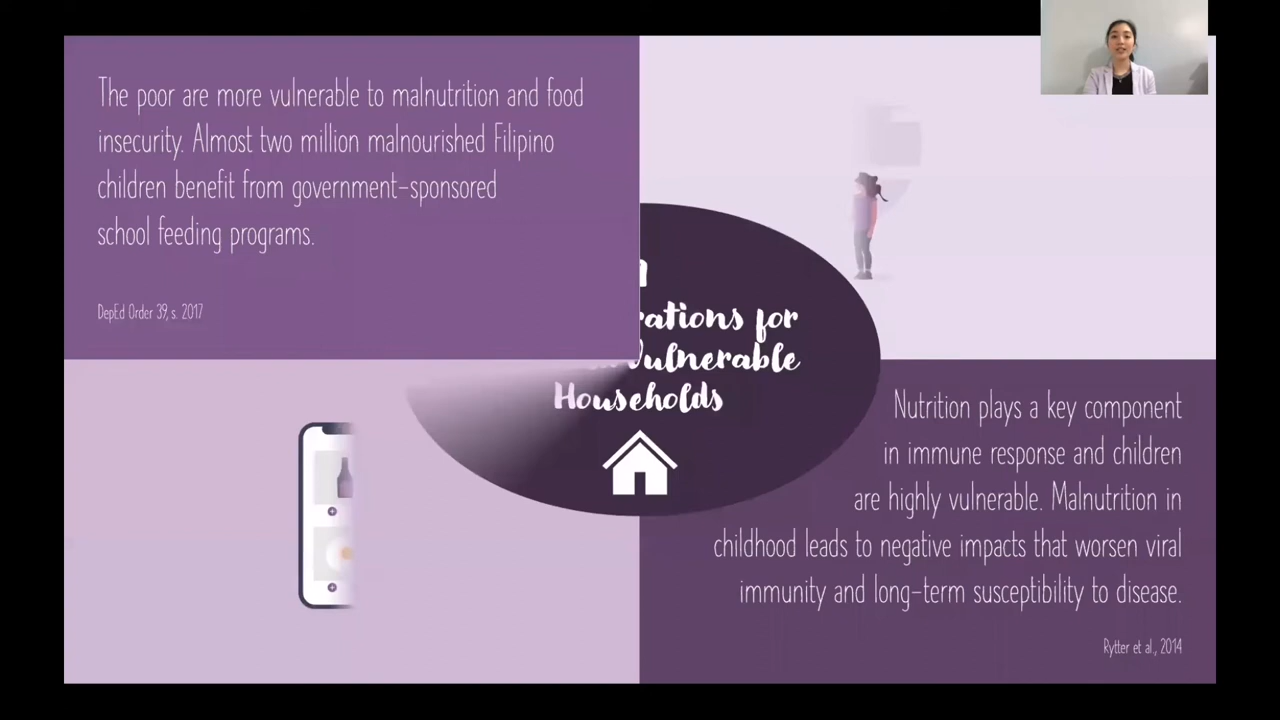 The poor are more vulnerable to malnutrition and food
insecurity. Almost two million malnourished Filipino
children benefit from government-sponsored
school feeding programs.
DepEd Order 39, s. 2017
for
Vulnerable
Households
Nutrition plays a key component
in immune response and children
are highly vulnerable. Malnutrition in
childhood leads to negative impacts that worsen viral
immunity and long-term susceptibility to disease.
Rytter et al., 2014